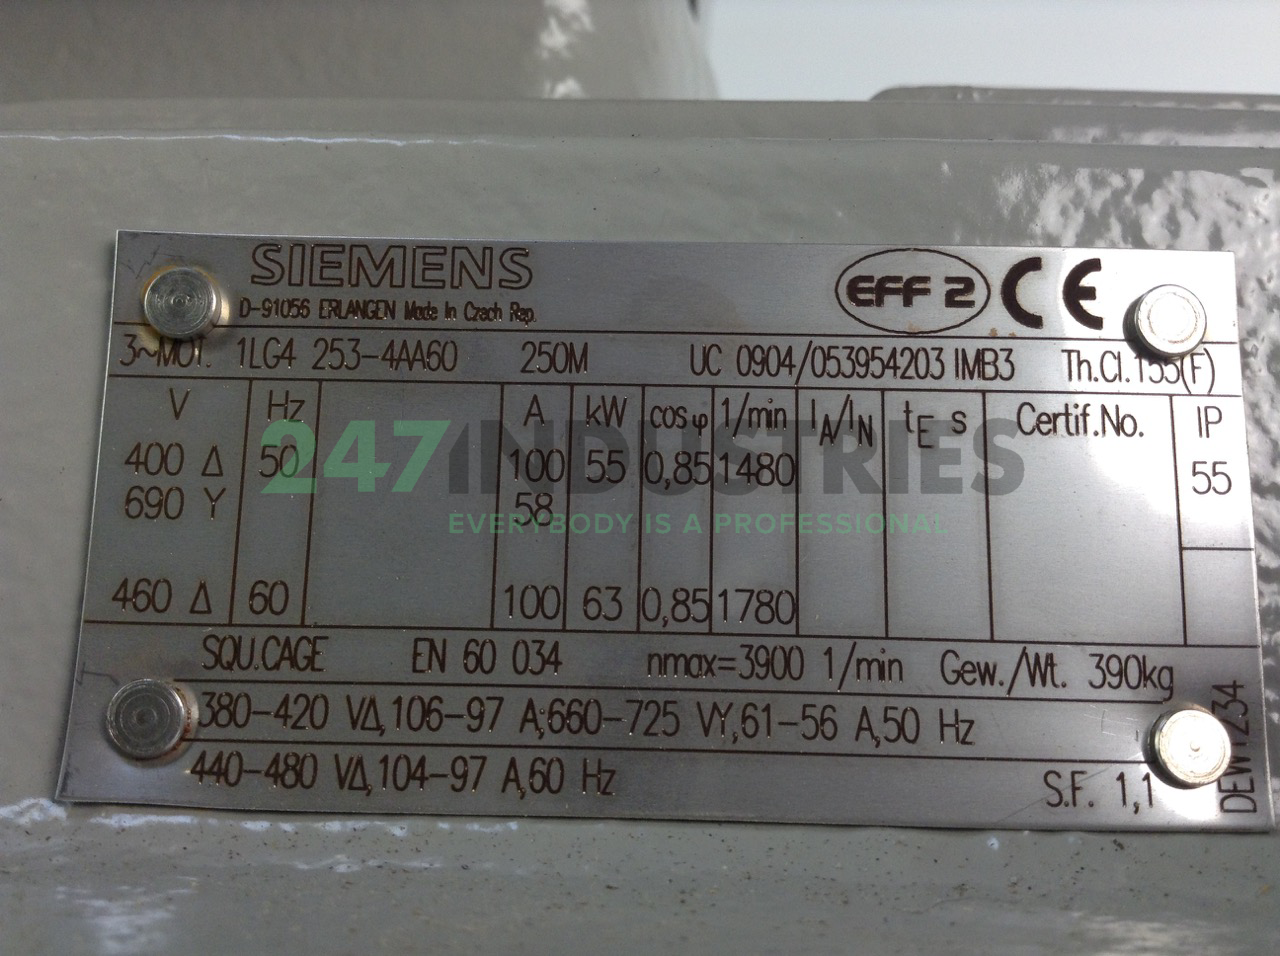 SIEMENS
D-91056 ERLANGEN Made in Czech Rep.
EFF 2 CE
3~MOT. 1LG4 253-4AA60 250M UC 0904/053954203 IMB3 Th.Cl.155(F)
V Hz A kW cosφ 1/min IA/IN tE s Certif.No. IP
400 Δ 50 100 55 0,85 1480 55
690 Y 58
460 Δ 60 100 63 0,85 1780
SQU.CAGE EN 60 034 nmax=3900 1/min Gew./Wt. 390kg
380-420 VΔ,106-97 A;660-725 VY,61-56 A,50 Hz
440-480 VΔ,104-97 A,60 Hz S.F. 1,1
247INDUSTRIES
EVERYBODY IS A PROFESSIONAL